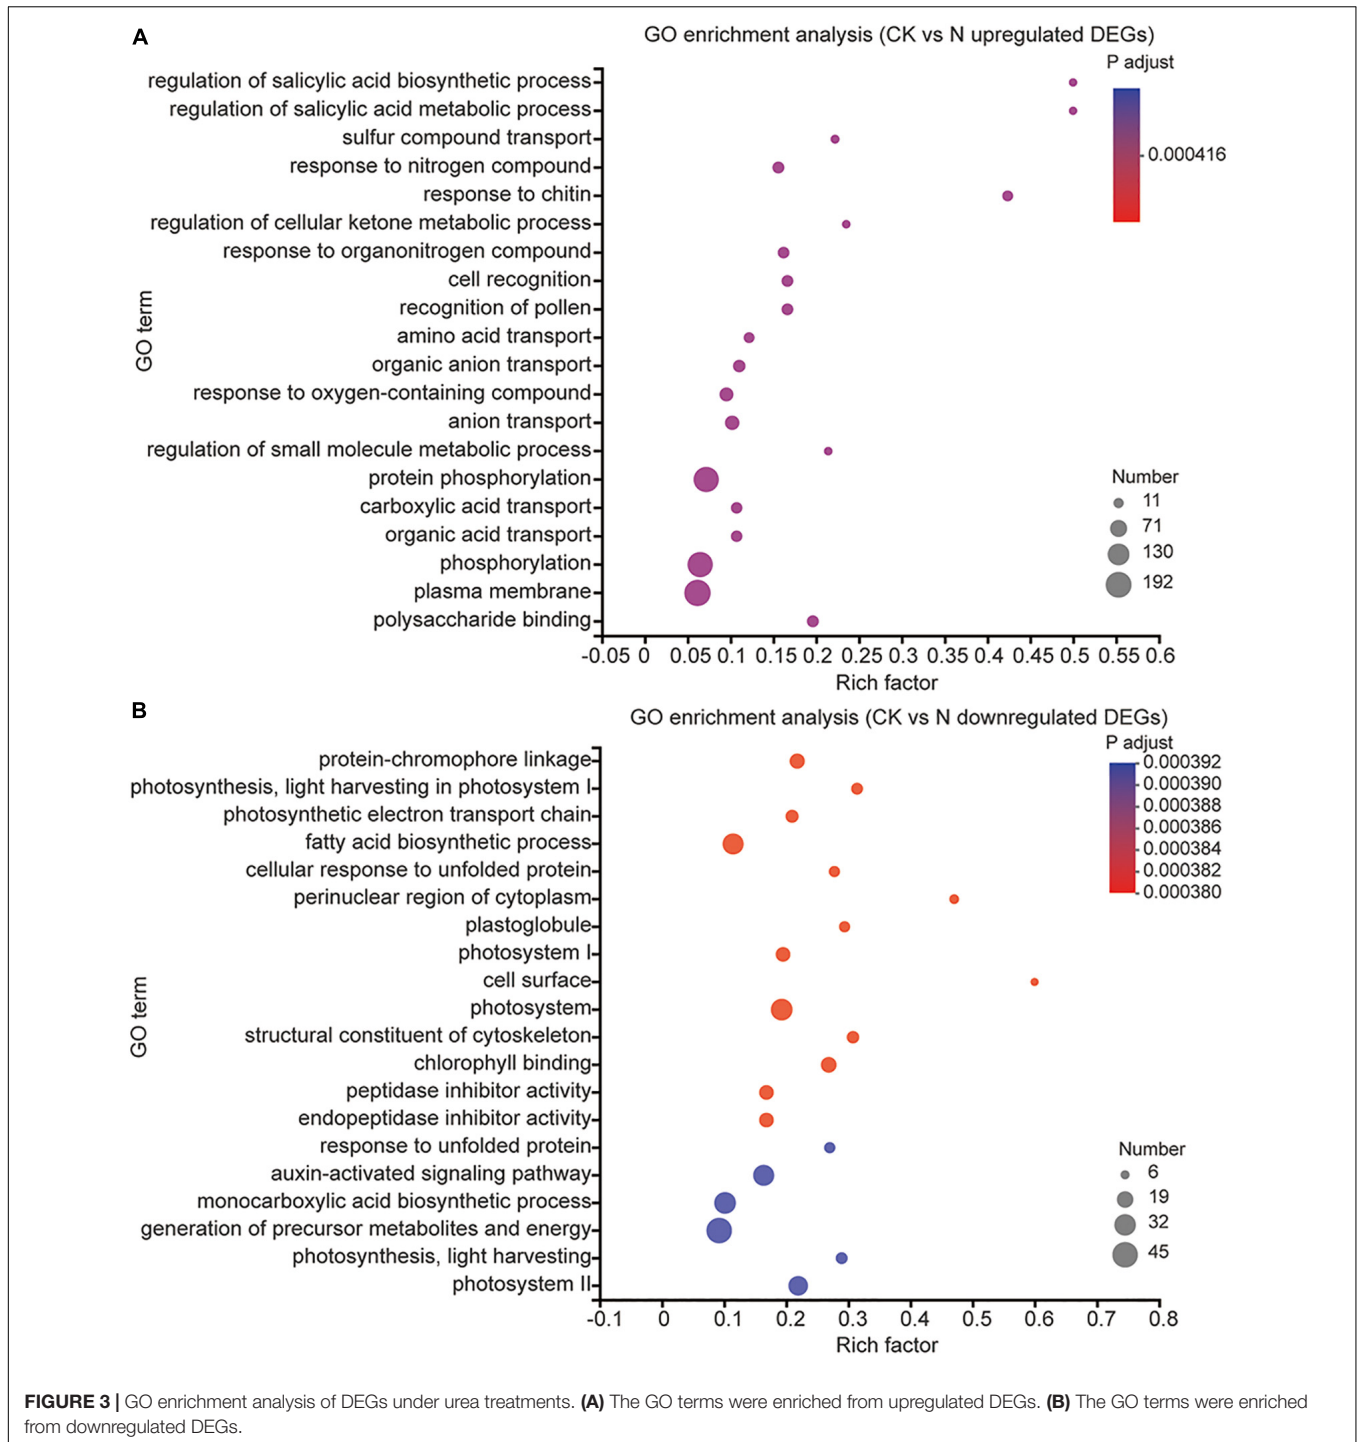 A
GO enrichment analysis (CK vs N upregulated DEGs)
P adjust
0.000416
regulation of salicylic acid biosynthetic process
regulation of salicylic acid metabolic process
sulfur compound transport
response to nitrogen compound
response to chitin
regulation of cellular ketone metabolic process
response to organonitrogen compound
cell recognition
recognition of pollen
amino acid transport
organic anion transport
response to oxygen-containing compound
anion transport
regulation of small molecule metabolic process
protein phosphorylation
carboxylic acid transport
organic acid transport
phosphorylation
plasma membrane
polysaccharide binding
GO term
Number
11
71
130
192
-0.05 0 0.05 0.1 0.15 0.2 0.25 0.3 0.35 0.4 0.45 0.5 0.55 0.6
Rich factor
B
GO enrichment analysis (CK vs N downregulated DEGs)
P adjust
0.000392
0.000390
0.000388
0.000386
0.000384
0.000382
0.000380
protein-chromophore linkage
photosynthesis, light harvesting in photosystem I
photosynthetic electron transport chain
fatty acid biosynthetic process
cellular response to unfolded protein
perinuclear region of cytoplasm
plastoglobule
photosystem I
cell surface
photosystem
structural constituent of cytoskeleton
chlorophyll binding
peptidase inhibitor activity
endopeptidase inhibitor activity
response to unfolded protein
auxin-activated signaling pathway
monocarboxylic acid biosynthetic process
generation of precursor metabolites and energy
photosynthesis, light harvesting
photosystem II
GO term
Number
6
19
32
45
-0.1 0 0.1 0.2 0.3 0.4 0.5 0.6 0.7 0.8
Rich factor
FIGURE 3 | GO enrichment analysis of DEGs under urea treatments. (A) The GO terms were enriched from upregulated DEGs. (B) The GO terms were enriched
from downregulated DEGs.